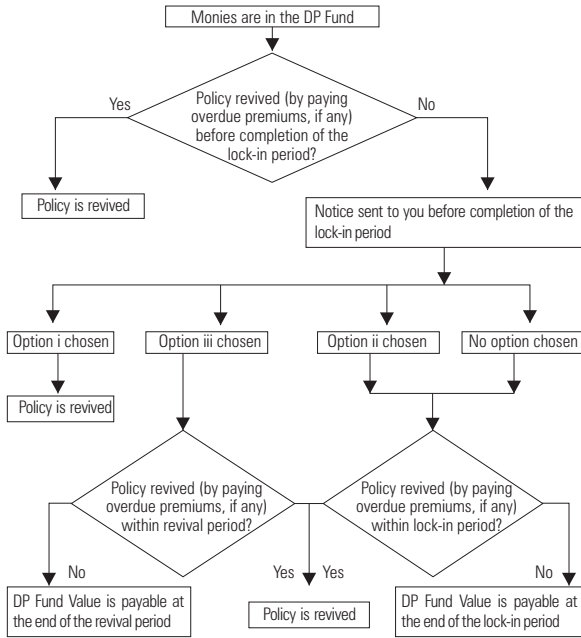 Monies are in the DP Fund
Yes
Policy revived (by paying
overdue premiums, if any)
before completion of the
lock-in period?
No
Policy is revived
Notice sent to you before completion of the
lock-in period
Option i chosen
Option iii chosen
Option ii chosen
No option chosen
Policy is revived
Policy revived (by paying
overdue premiums, if any)
within revival period?
Policy revived (by paying
overdue premiums, if any)
within lock-in period?
No
Yes
Yes
No
DP Fund Value is payable at
the end of the revival period
Policy is revived
DP Fund Value is payable at
the end of the lock-in period